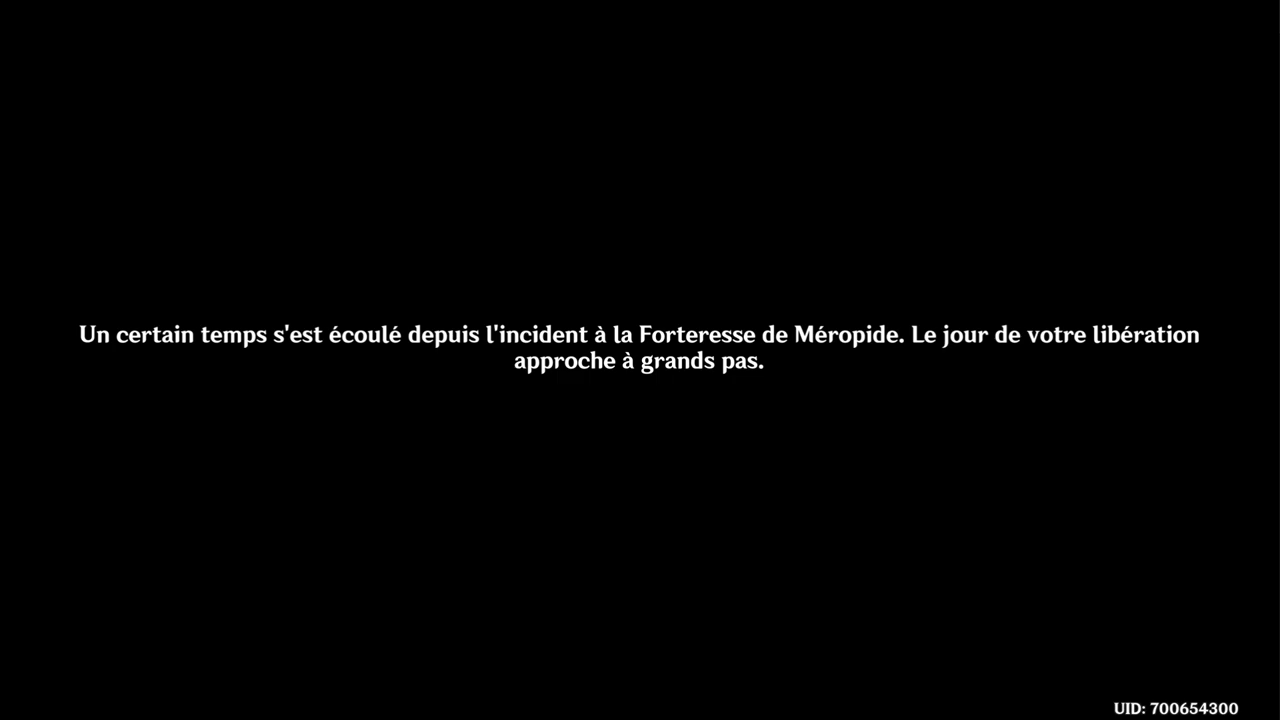 Un certain temps s'est écoulé depuis l'incident à la Forteresse de Méropide. Le jour de votre libération
approche à grands pas.
UID: 700654300